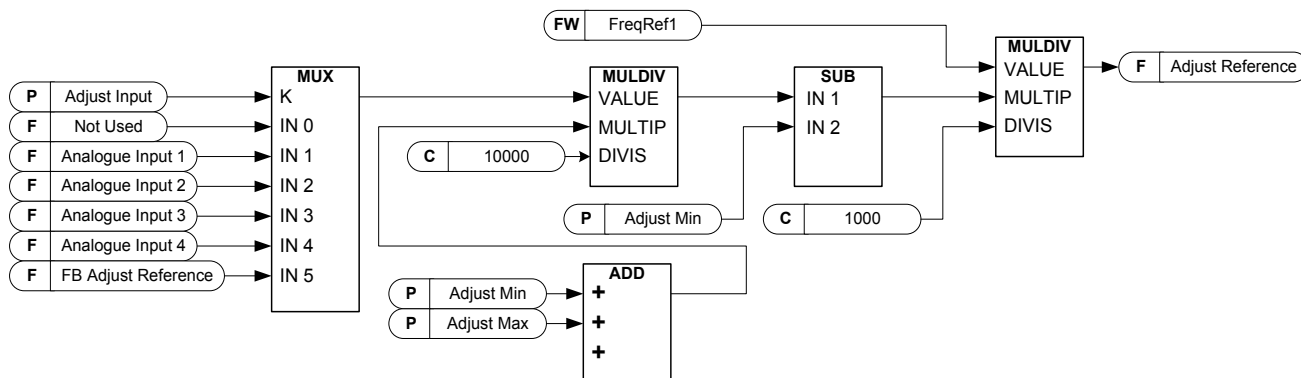 FW FreqRef1
MUX
P Adjust Input
K
F Not Used
IN 0
F Analogue Input 1
IN 1
F Analogue Input 2
IN 2
F Analogue Input 3
IN 3
F Analogue Input 4
IN 4
F FB Adjust Reference
IN 5
MULDIV
VALUE
MULTIP
C 10000
DIVIS
SUB
IN 1
IN 2
P Adjust Min
C 1000
ADD
P Adjust Min
+
P Adjust Max
+
+
MULDIV
VALUE
MULTIP
DIVIS
F Adjust Reference